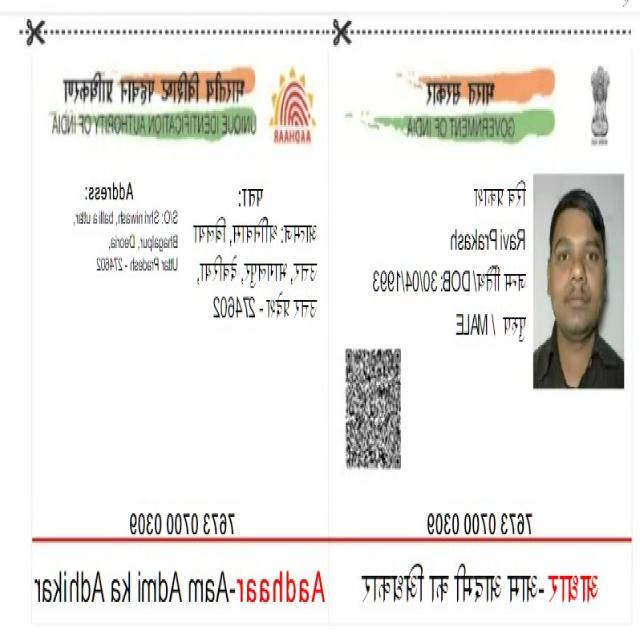 भारत सरकार
GOVERNMENT OF INDIA
रवि प्रकाश
Ravi Prakash
जन्म तिथि/DOB: 30/04/1993
पुरुष / MALE
7673 0700 0309
आधार-आम आदमी का अधिकार
भारतीय विशिष्ट पहचान प्राधिकरण
UNIQUE IDENTIFICATION AUTHORITY OF INDIA
AADHAAR
पता:
आत्मज: श्रीनिवास, बलिया
उत्तर, भागलपुर, देवरिया,
उत्तर प्रदेश - 274602
Address:
S/O: Shri niwash, balli a uttar,
Bhagalpur, Deoria,
Uttar Pradesh - 274602
7673 0700 0309
Aadhaar-Aam Admi ka Adhikar